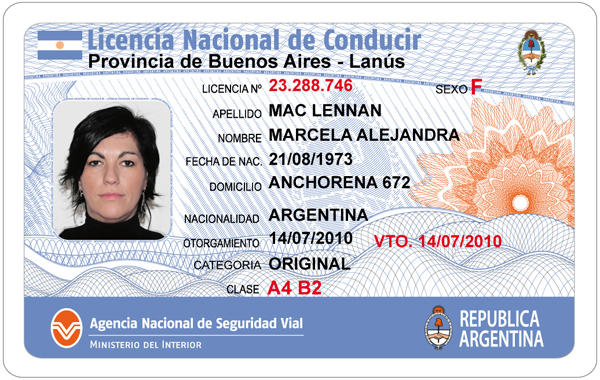 Licencia Nacional de Conducir
Provincia de Buenos Aires - Lanús
LICENCIA Nº 23.288.746 SEXO F
APELLIDO MAC LENNAN
NOMBRE MARCELA ALEJANDRA
FECHA DE NAC. 21/08/1973
DOMICILIO ANCHORENA 672
NACIONALIDAD ARGENTINA
OTORGAMIENTO 14/07/2010 VTO. 14/07/2010
CATEGORIA ORIGINAL
CLASE A4 B2
Agencia Nacional de Seguridad Vial
MINISTERIO DEL INTERIOR
REPUBLICA
ARGENTINA